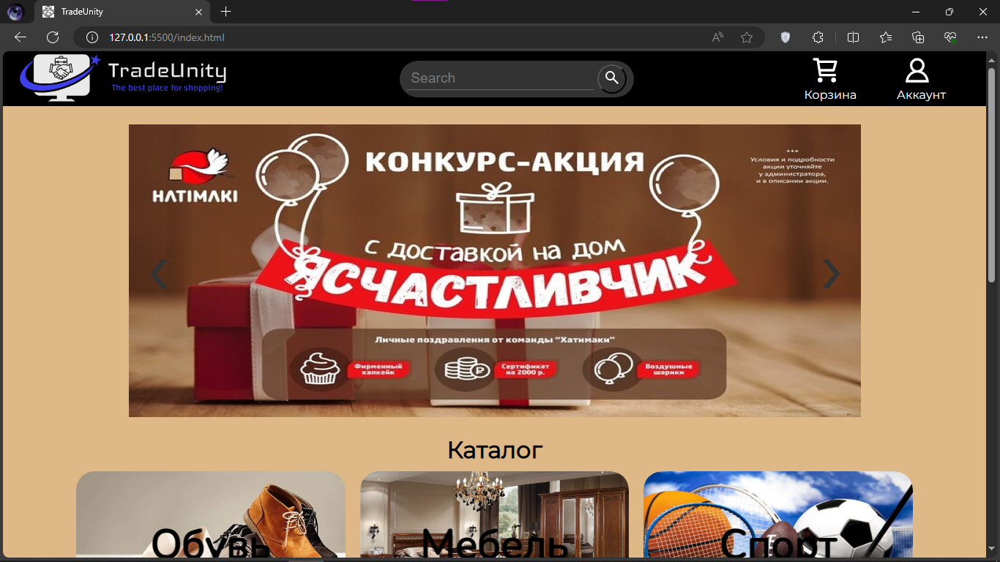 TradeUnity
127.0.0.1:5500/index.html
TradeUnity
The best place for shopping!
Search
Корзина
Аккаунт
HATIMAKI
КОНКУРС-АКЦИЯ
***
Условия и подробности
акции уточняйте
у администратора,
и в описании акции.
с доставкой на дом
ЯСЧАСТЛИВЧИК
Личные поздравления от команды “Хатимаки”
Фирменный
капкейк
Сертификат
на 2000 р.
Воздушные
шарики
Каталог
Обувь
Мебель
Спорт